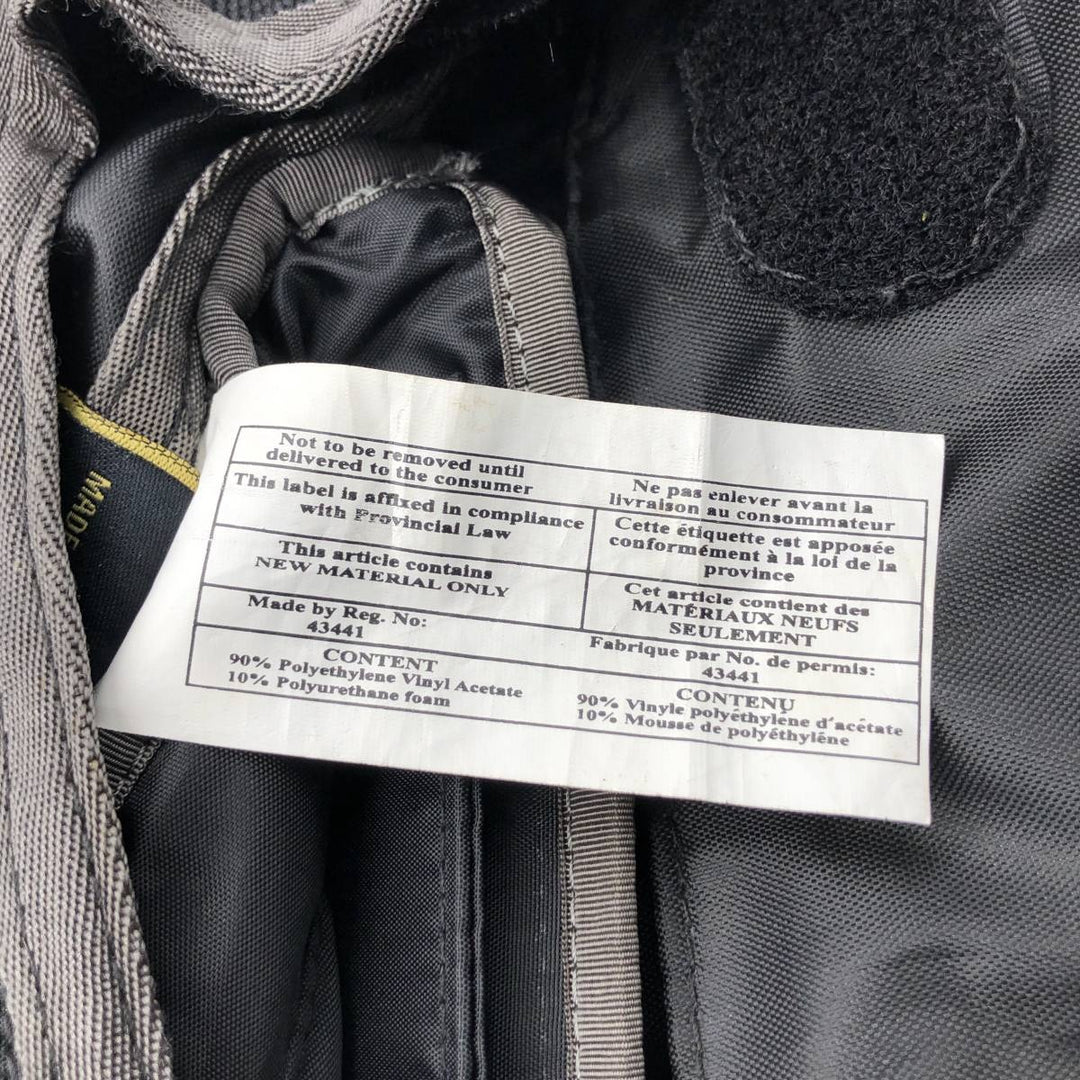 Not to be removed until
delivered to the consumer
Ne pas enlever avant la
livraison au consommateur
This label is affixed in compliance
with Provincial Law
Cette étiquette est apposée
conformément à la loi de la
province
This article contains
NEW MATERIAL ONLY
Cet article contient des
MATÉRIAUX NEUFS
SEULEMENT
Made by Reg. No:
43441
Fabrique par No. de permis:
43441
CONTENT
90% Polyethylene Vinyl Acetate
10% Polyurethane foam
CONTENU
90% Vinyle polyéthylene d'acétate
10% Mousse de polyéthyléne
MADE